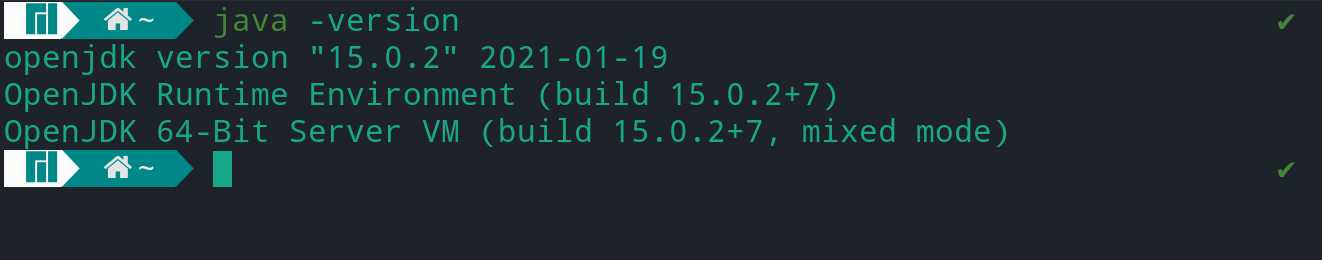 ~ java -version ✔
openjdk version "15.0.2" 2021-01-19
OpenJDK Runtime Environment (build 15.0.2+7)
OpenJDK 64-Bit Server VM (build 15.0.2+7, mixed mode)
~ ✔